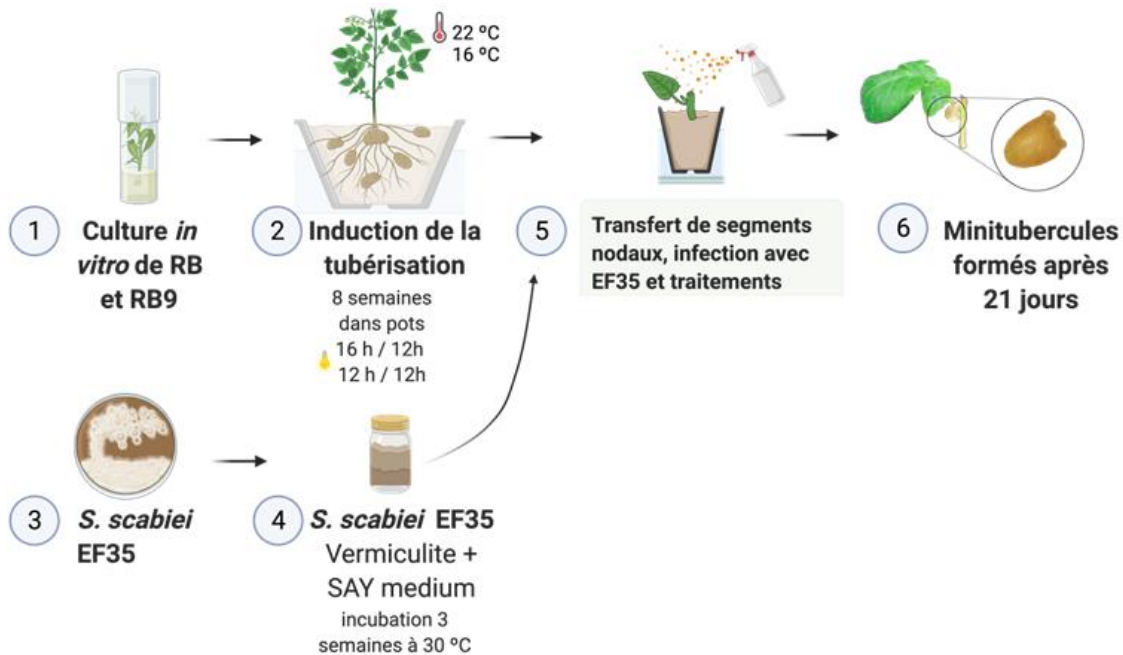 22 ºC
16 ºC
1 Culture in
vitro de RB
et RB9
2 Induction de la
tubérisation
8 semaines
dans pots
16 h / 12h
12 h / 12h
5 Transfert de segments
nodaux, infection avec
EF35 et traitements
6 Minitubercules
formés après
21 jours
3 S. scabiei
EF35
4 S. scabiei EF35
Vermiculite +
SAY medium
incubation 3
semaines à 30 ºC